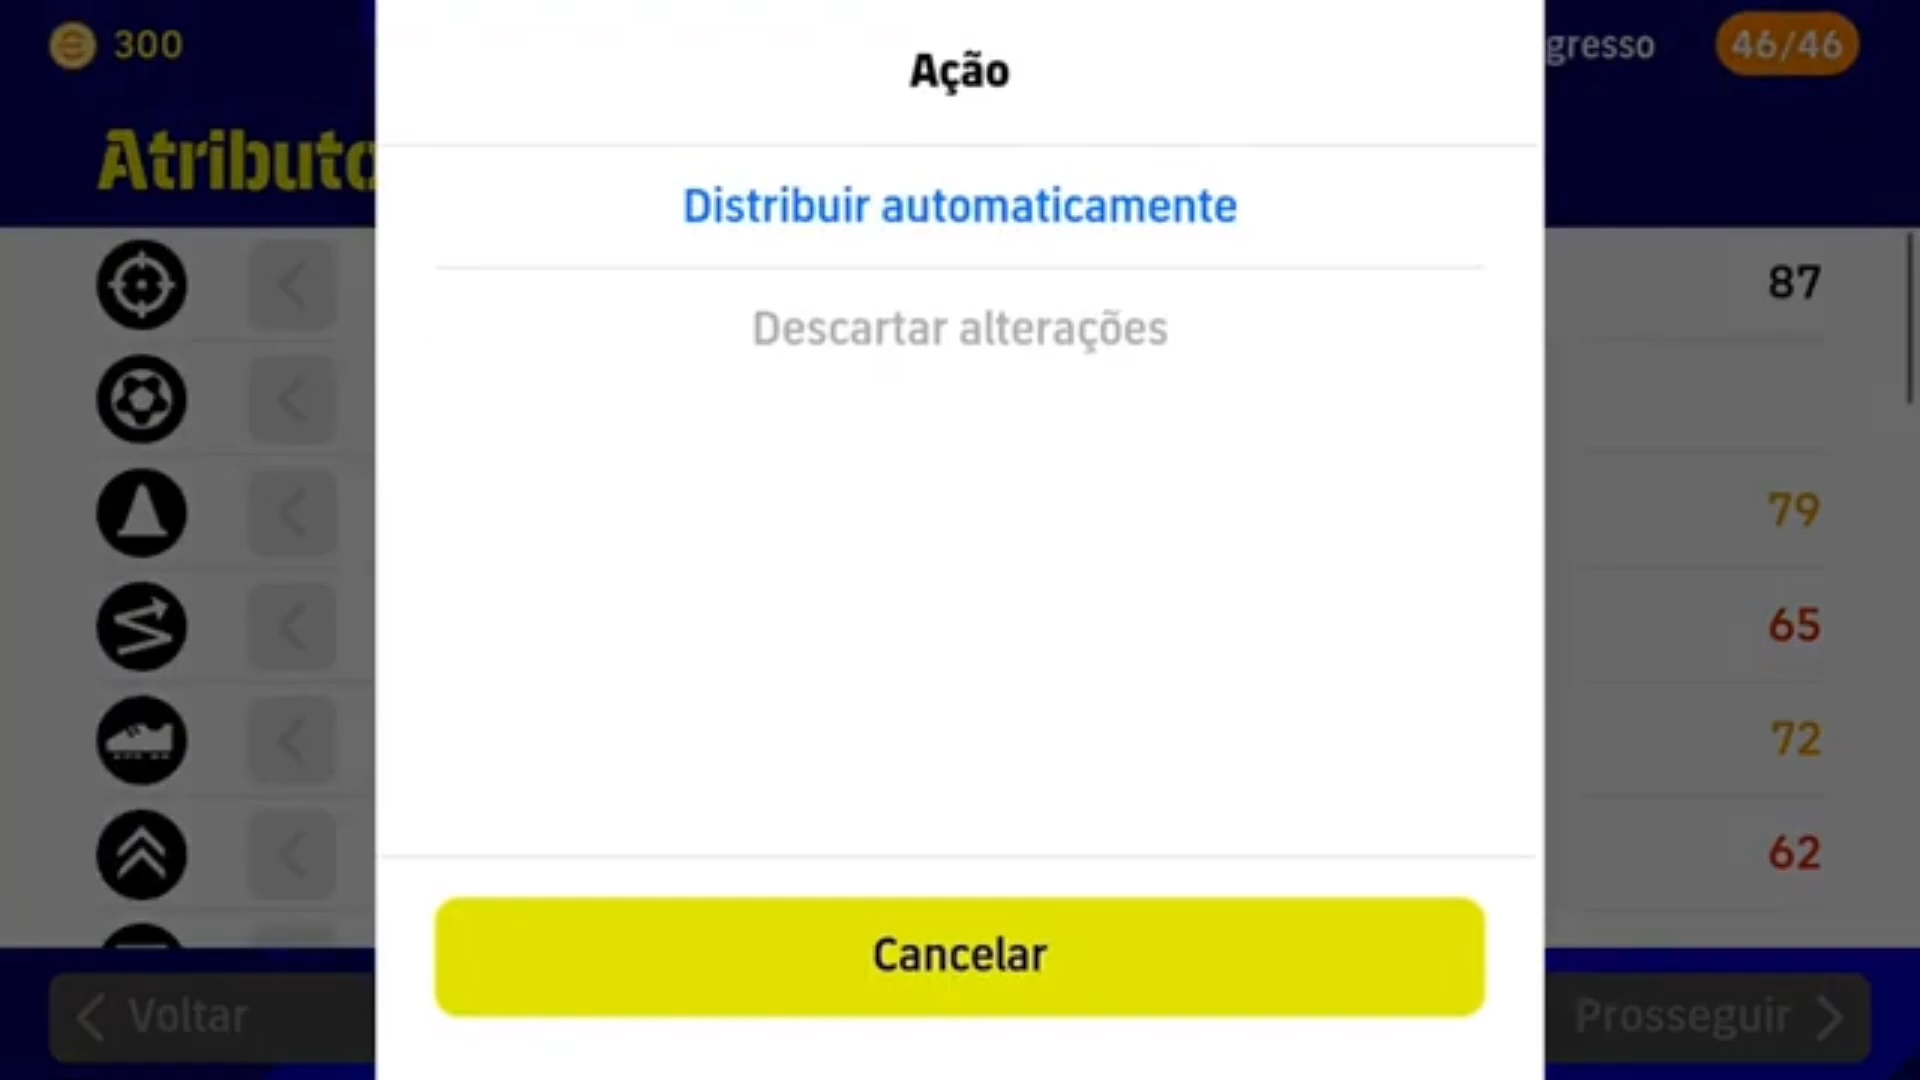 300
gresso
46/46
Ação
Atributo
Distribuir automaticamente
87
Descartar alterações
79
65
72
62
Cancelar
Voltar
Prosseguir